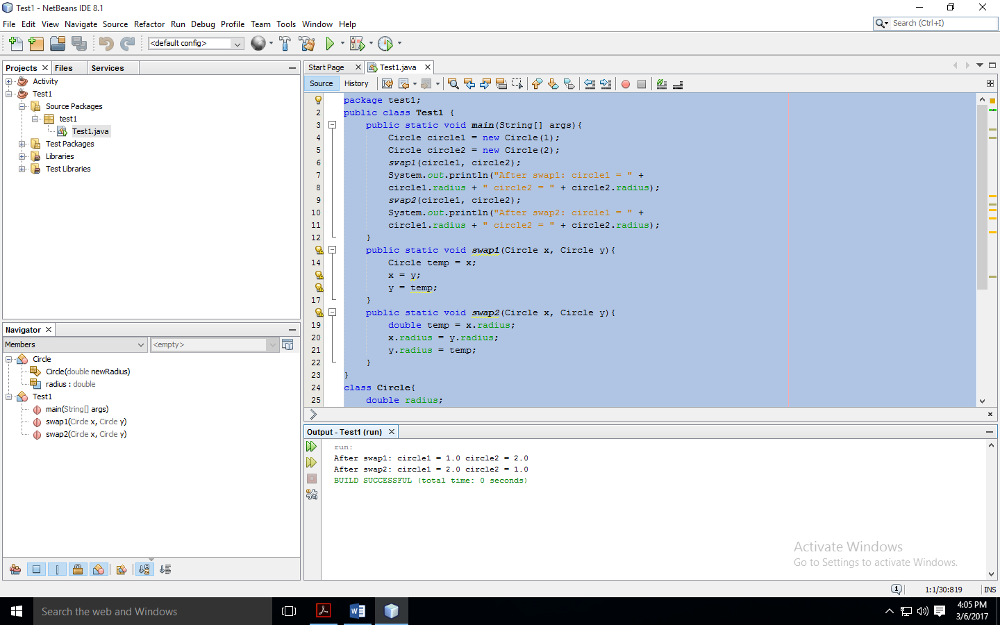 Test1 - NetBeans IDE 8.1
File Edit View Navigate Source Refactor Run Debug Profile Team Tools Window Help
Search (Ctrl+I)
<default config>
Projects Files Services
Activity
Test1
Source Packages
test1
Test1.java
Test Packages
Libraries
Test Libraries
Navigator
Members <empty>
Circle
Circle(double newRadius)
radius : double
Test1
main(String[] args)
swap1(Circle x, Circle y)
swap2(Circle x, Circle y)
Start Page Test1.java
Source History
package test1;
2 public class Test1 {
3 public static void main(String[] args){
4 Circle circle1 = new Circle(1);
5 Circle circle2 = new Circle(2);
6 swap1(circle1, circle2);
7 System.out.println("After swap1: circle1 = " +
8 circle1.radius + " circle2 = " + circle2.radius);
9 swap2(circle1, circle2);
10 System.out.println("After swap2: circle1 = " +
11 circle1.radius + " circle2 = " + circle2.radius);
12 }
public static void swap1(Circle x, Circle y){
14 Circle temp = x;
x = y;
y = temp;
17 }
public static void swap2(Circle x, Circle y){
19 double temp = x.radius;
20 x.radius = y.radius;
21 y.radius = temp;
22 }
23 }
24 class Circle{
25 double radius;
Output - Test1 (run)
run:
After swap1: circle1 = 1.0 circle2 = 2.0
After swap2: circle1 = 2.0 circle2 = 1.0
BUILD SUCCESSFUL (total time: 0 seconds)
Activate Windows
Go to Settings to activate Windows.
1 1:1/30:819 INS
Search the web and Windows
4:05 PM
3/6/2017